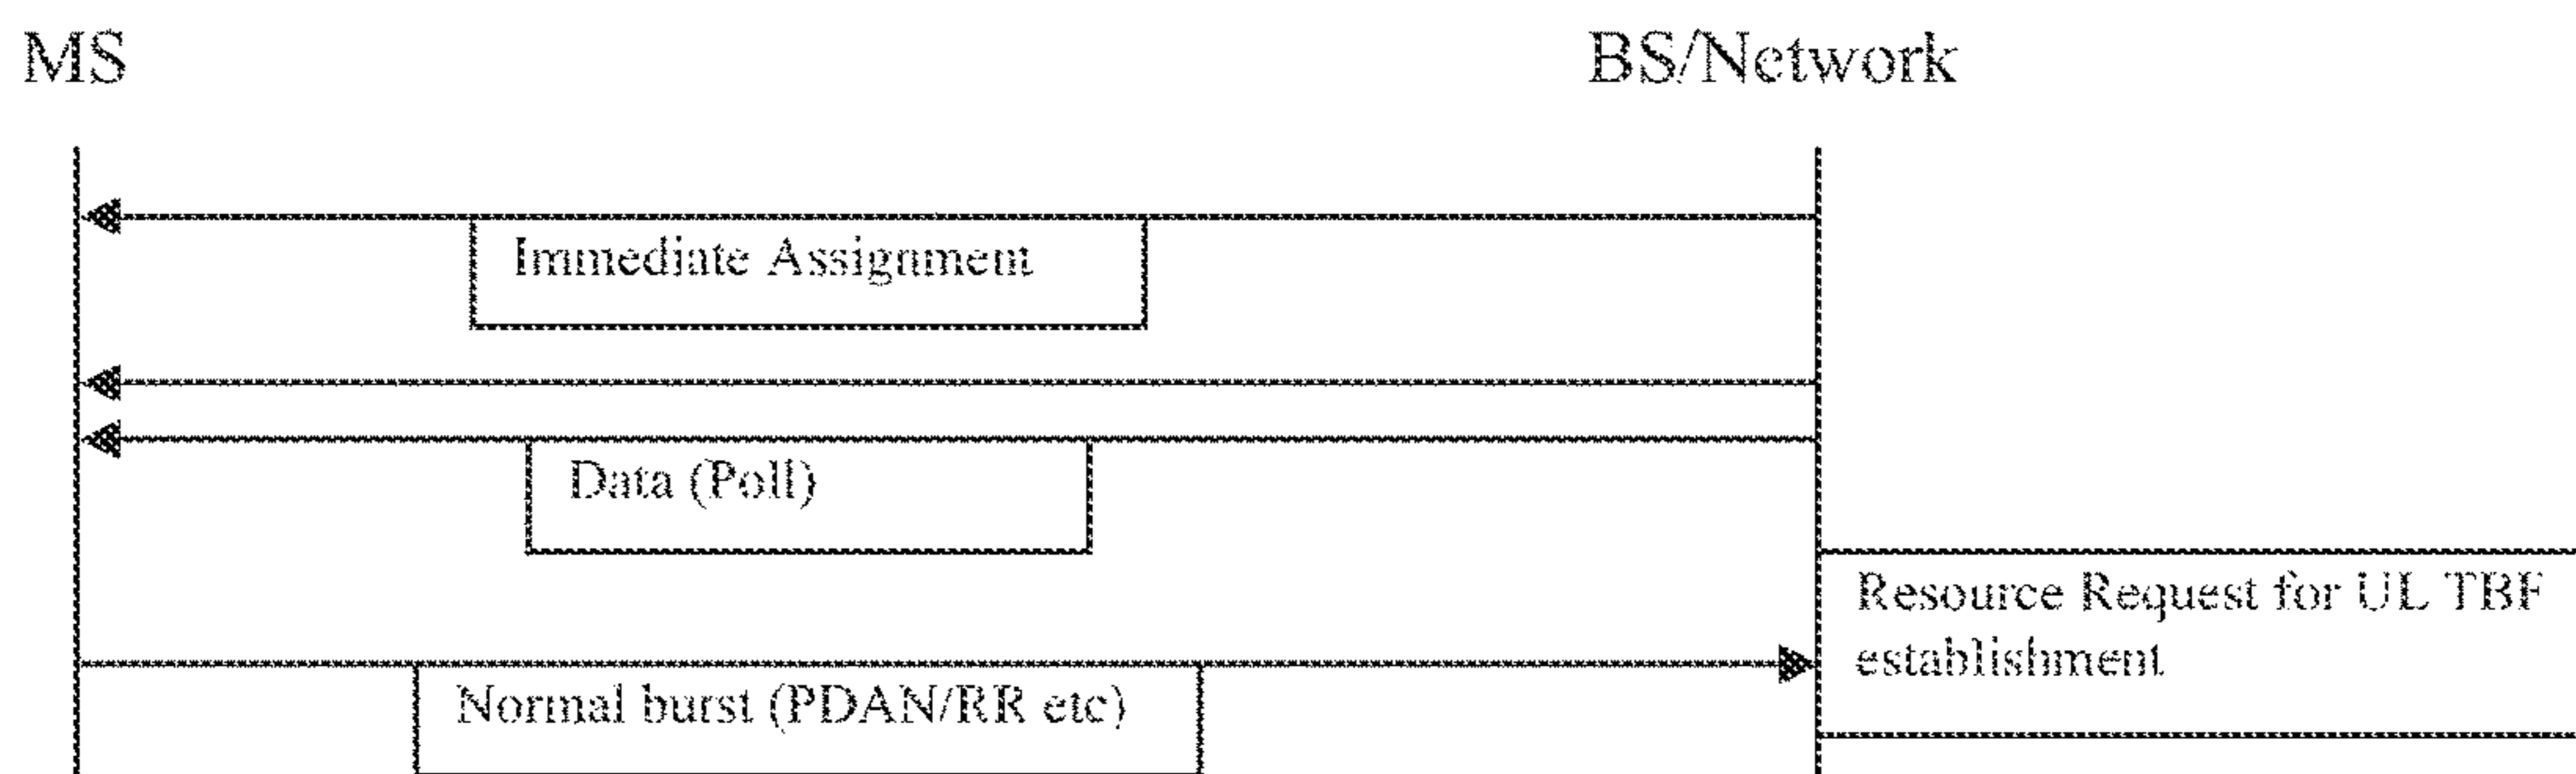 MS
BS/Network
Immediate Assignment
Data (Poll)
Resource Request for UL TBF
establishment
Normal burst (PDAN/RR etc)